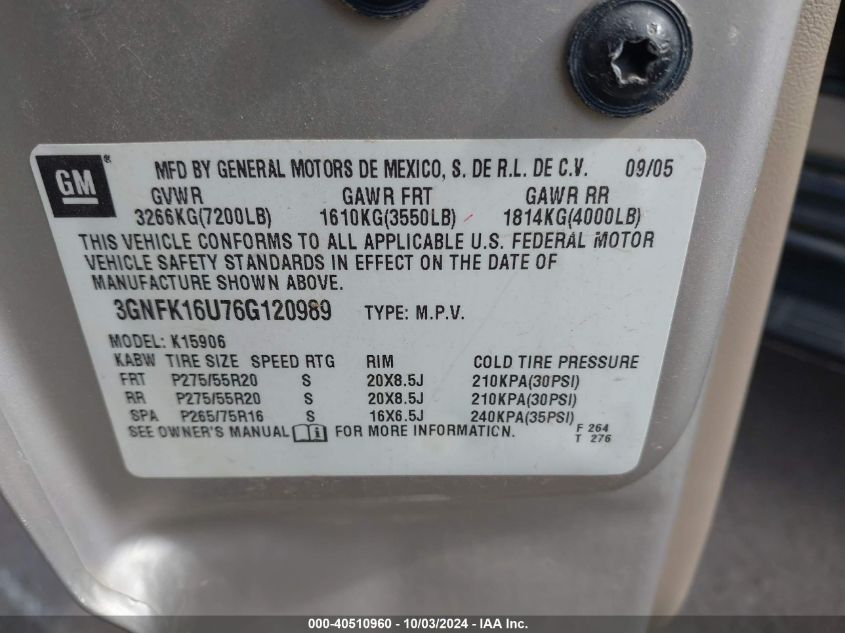 GM ® MFD BY GENERAL MOTORS DE MEXICO, S. DE R.L. DE C.V. 09/05
GVWR GAWR FRT GAWR RR
3266KG(7200LB) 1610KG(3550LB) 1814KG(4000LB)
THIS VEHICLE CONFORMS TO ALL APPLICABLE U.S. FEDERAL MOTOR
VEHICLE SAFETY STANDARDS IN EFFECT ON THE DATE OF
MANUFACTURE SHOWN ABOVE.
3GNFK16U76G120989 TYPE: M.P.V.
MODEL: K15906
KABW TIRE SIZE SPEED RTG RIM COLD TIRE PRESSURE
FRT P275/55R20 S 20X8.5J 210KPA(30PSI)
RR P275/55R20 S 20X8.5J 210KPA(30PSI)
SPA P265/75R16 S 16X6.5J 240KPA(35PSI)
SEE OWNER'S MANUAL i FOR MORE INFORMATION. F 264
T 276
000-40510960 - 10/03/2024 - IAA Inc.